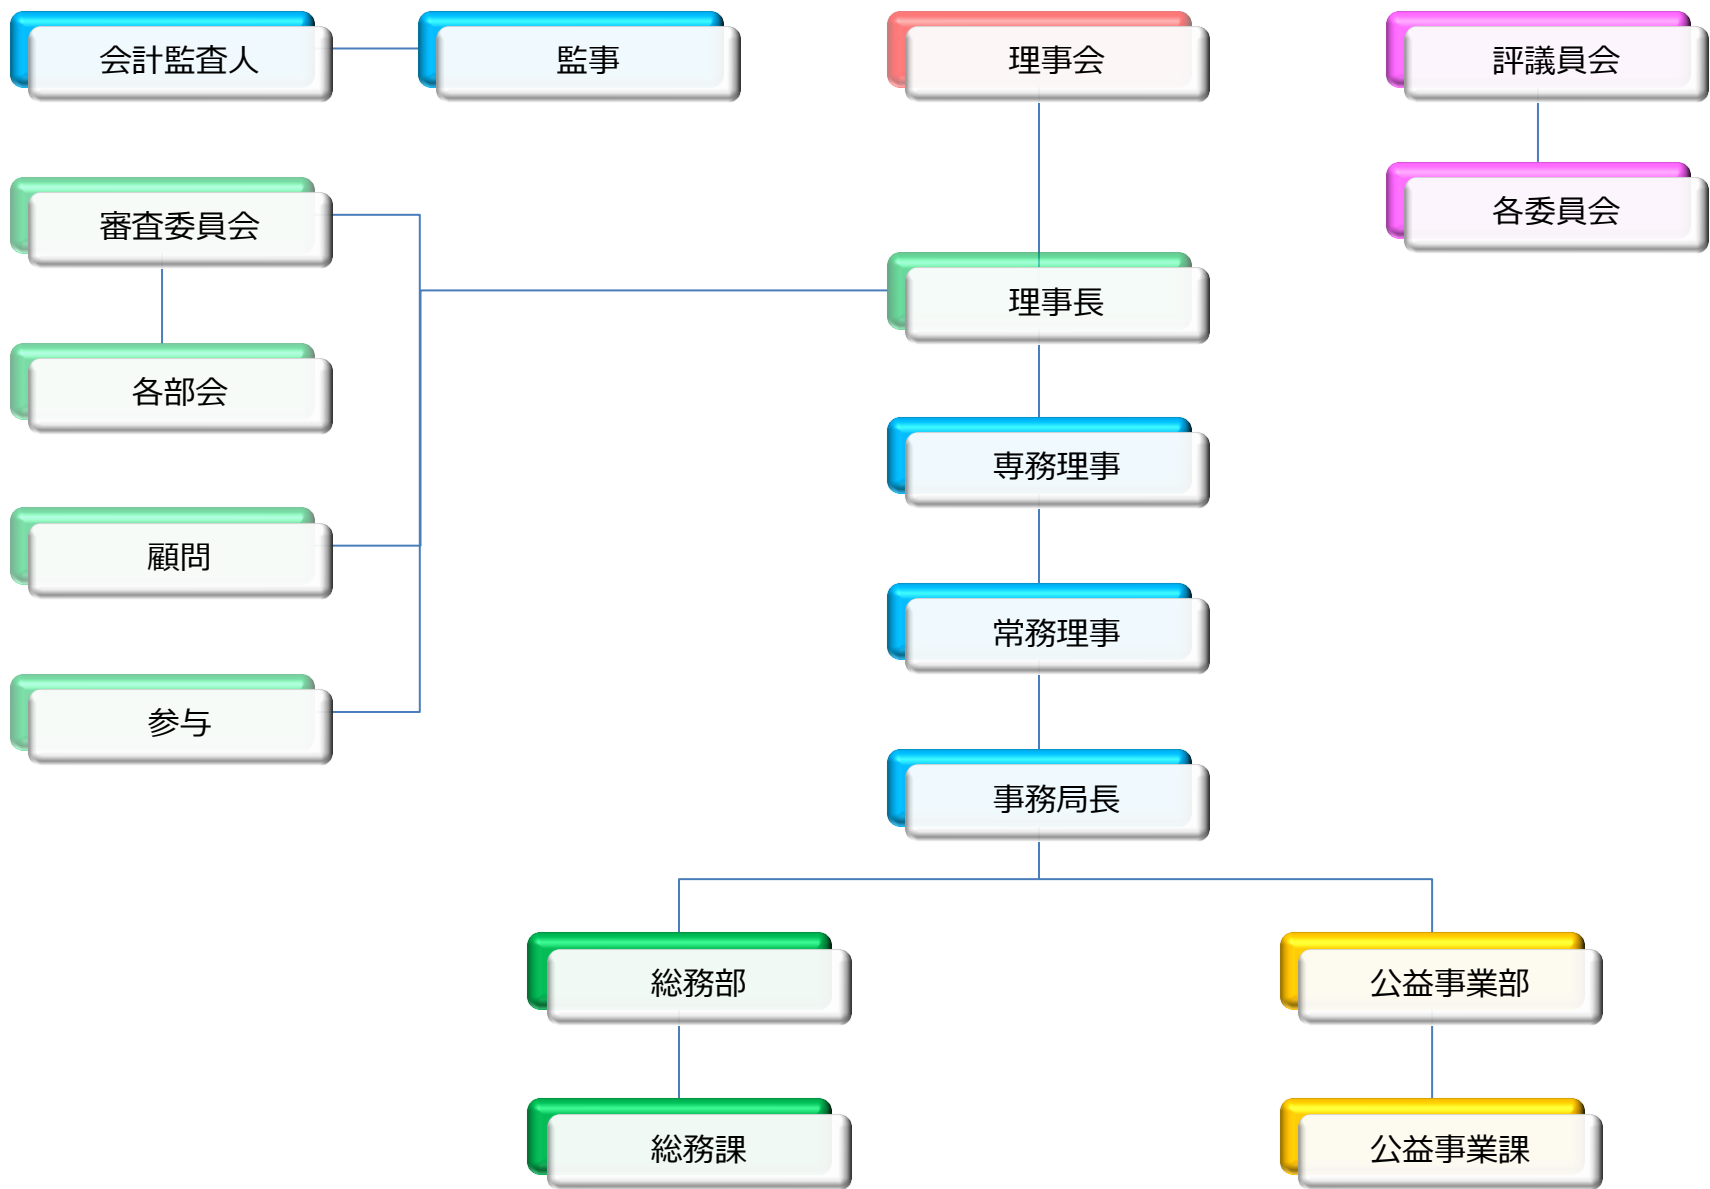 会計監査人
監事
理事会
評議員会
各委員会
審査委員会
理事長
各部会
専務理事
顧問
常務理事
参与
事務局長
総務部
公益事業部
総務課
公益事業課